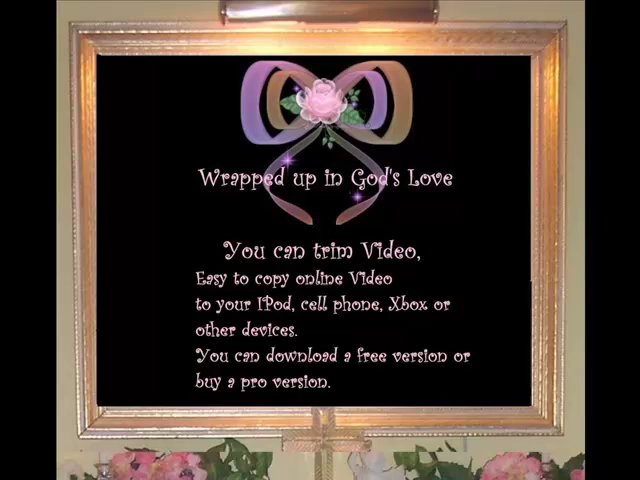 Wrapped up in God's Love
You can trim Video,
Easy to copy online Video
to your IPod, cell phone, Xbox or
other devices.
You can download a free version or
buy a pro version.